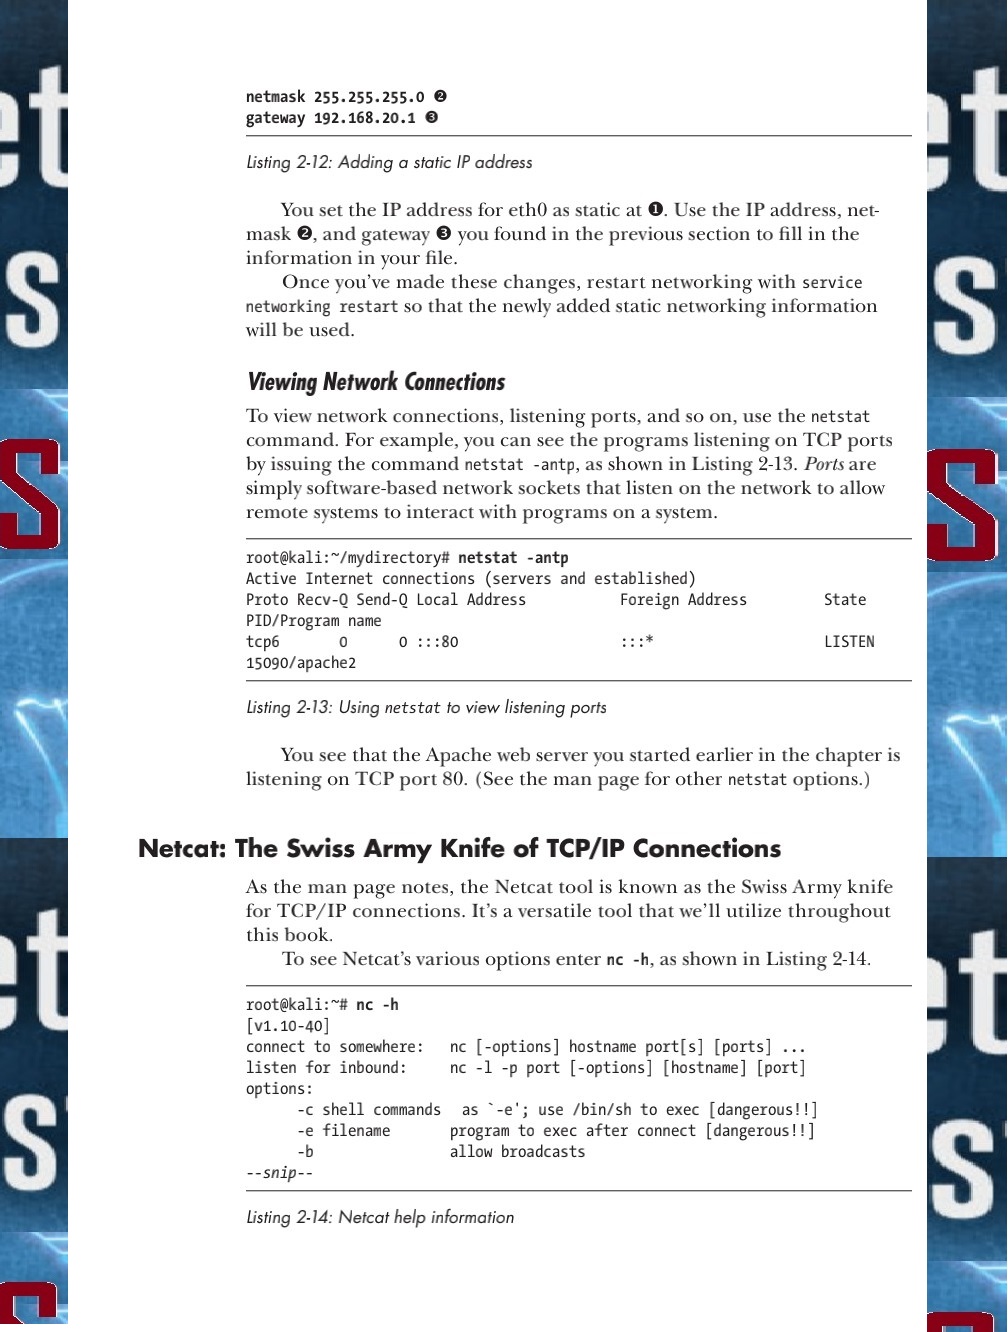 netmask 255.255.255.0 ❷
gateway 192.168.20.1 ❸
Listing 2-12: Adding a static IP address
You set the IP address for eth0 as static at ❶. Use the IP address, net-
mask ❷, and gateway ❸ you found in the previous section to fill in the
information in your file.
Once you’ve made these changes, restart networking with service
networking restart so that the newly added static networking information
will be used.
Viewing Network Connections
To view network connections, listening ports, and so on, use the netstat
command. For example, you can see the programs listening on TCP ports
by issuing the command netstat -antp, as shown in Listing 2-13. Ports are
simply software-based network sockets that listen on the network to allow
remote systems to interact with programs on a system.
root@kali:~/mydirectory# netstat -antp
Active Internet connections (servers and established)
Proto Recv-Q Send-Q Local Address Foreign Address State
PID/Program name
tcp6 0 0 :::80 :::* LISTEN
15090/apache2
Listing 2-13: Using netstat to view listening ports
You see that the Apache web server you started earlier in the chapter is
listening on TCP port 80. (See the man page for other netstat options.)
Netcat: The Swiss Army Knife of TCP/IP Connections
As the man page notes, the Netcat tool is known as the Swiss Army knife
for TCP/IP connections. It’s a versatile tool that we’ll utilize throughout
this book.
To see Netcat’s various options enter nc -h, as shown in Listing 2-14.
root@kali:~# nc -h
[v1.10-40]
connect to somewhere: nc [-options] hostname port[s] [ports] ...
listen for inbound: nc -l -p port [-options] [hostname] [port]
options:
-c shell commands as `-e'; use /bin/sh to exec [dangerous!!]
-e filename program to exec after connect [dangerous!!]
-b allow broadcasts
--snip--
Listing 2-14: Netcat help information